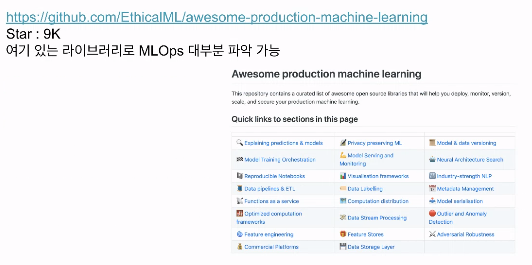 https://github.com/EthicalML/awesome-production-machine-learning
Star : 9K
여기 있는 라이브러리로 MLOps 대부분 파악 가능
Awesome production machine learning
This repository contains a curated list of awesome open source libraries that will help you deploy, monitor, version,
scale, and secure your production machine learning.
Quick links to sections in this page
Explaining predictions & models
Privacy preserving ML
Model & data versioning
Model Training Orchestration
Model Serving and
Monitoring
Neural Architecture Search
Reproducible Notebooks
Visualisation frameworks
Industry-strength NLP
Data pipelines & ETL
Data Labelling
Metadata Management
Functions as a service
Computation distribution
Model serialisation
Optimized computation
frameworks
Data Stream Processing
Outlier and Anomaly
Detection
Feature engineering
Feature Stores
Adversarial Robustness
Commercial Platforms
Data Storage Layer